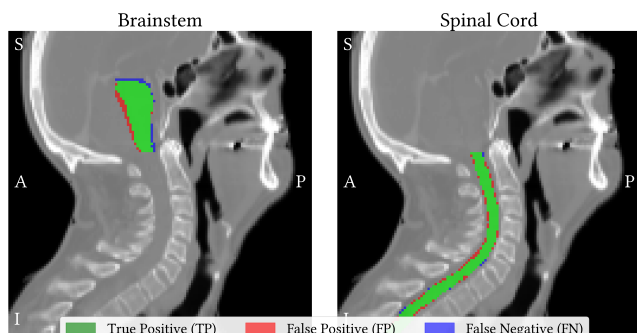 Brainstem
Spinal Cord
S
S
A
P
A
P
I
I
True Positive (TP)
False Positive (FP)
False Negative (FN)